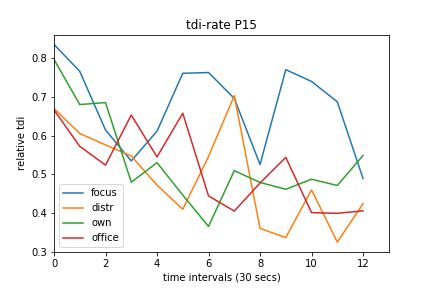 tdi-rate P15
0.8
0.7
0.6
0.5
0.4
0.3
relative tdi
focus
distr
own
office
0 2 4 6 8 10 12
time intervals (30 secs)